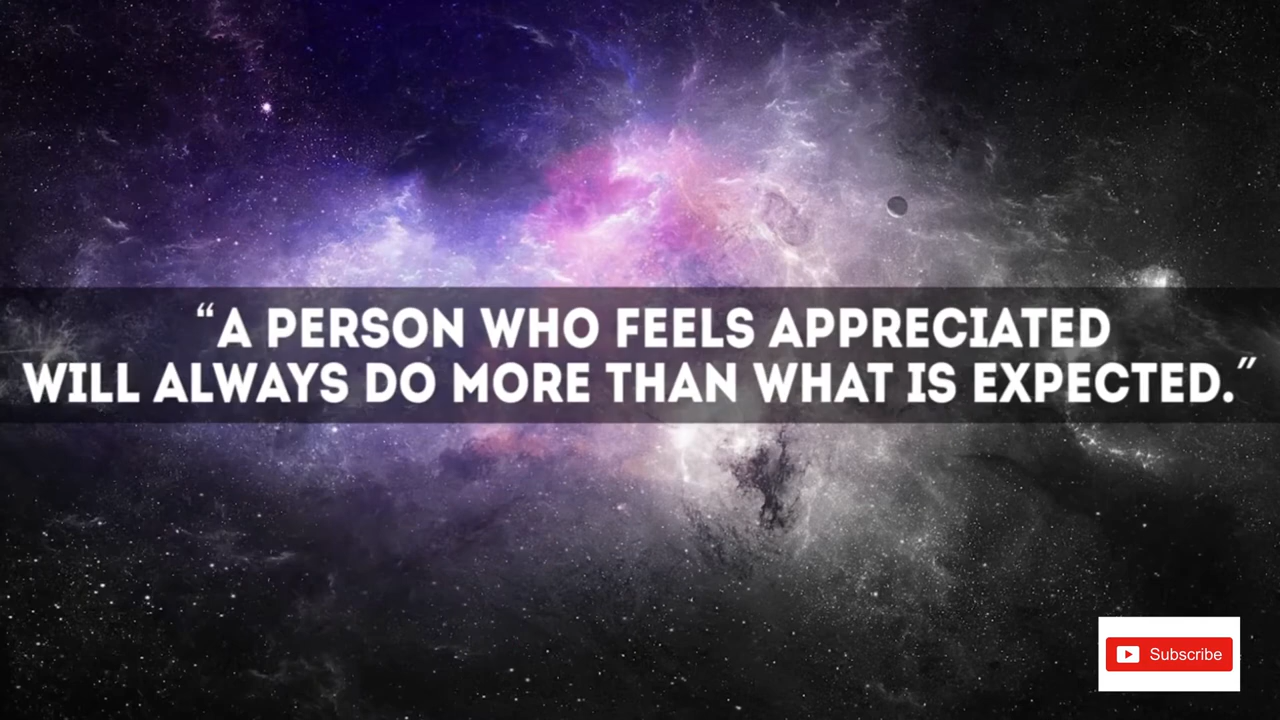 “A PERSON WHO FEELS APPRECIATED
WILL ALWAYS DO MORE THAN WHAT IS EXPECTED.”
Subscribe